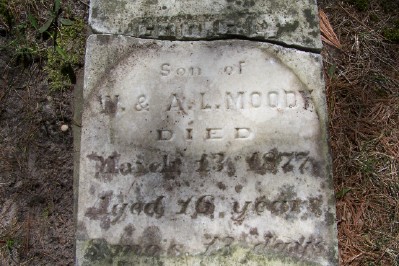 Son of
W. & A. L. MOODY
DIED
March 13, 1877
Aged 16 years